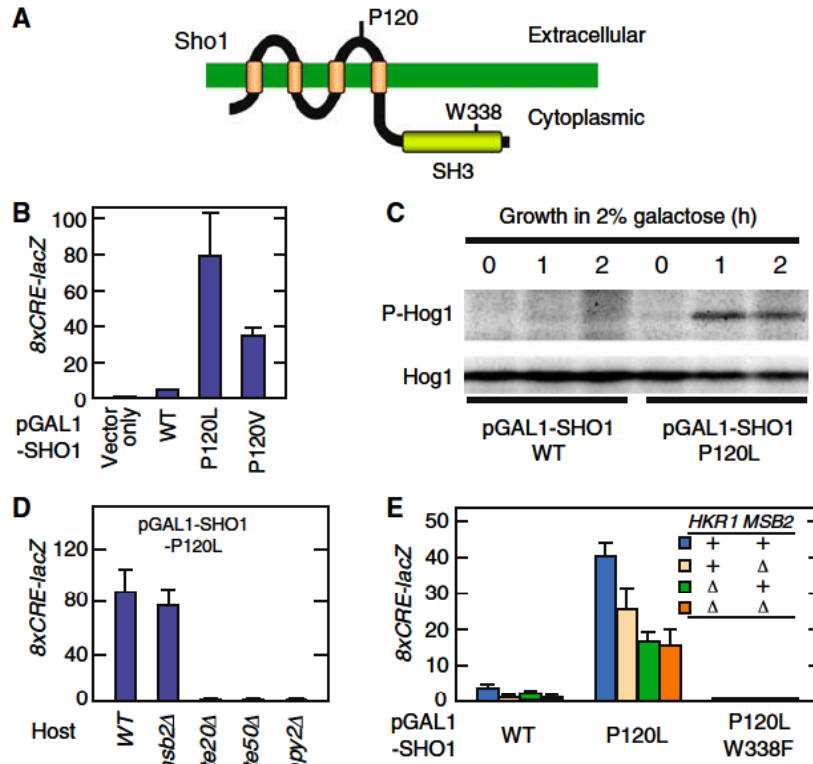 A
Sho1
P120
Extracellular
W338
Cytoplasmic
SH3
B
8xCRE-lacZ
100
80
60
40
20
0
pGAL1
-SHO1
Vector
only
WT
P120L
P120V
C
Growth in 2% galactose (h)
0 1 2 0 1 2
P-Hog1
Hog1
pGAL1-SHO1
WT
pGAL1-SHO1
P120L
D
pGAL1-SHO1
-P120L
8xCRE-lacZ
120
80
40
0
Host
WT
E
8xCRE-lacZ
50
40
30
20
10
0
HKR1 MSB2
+ +
+ Δ
Δ +
Δ Δ
pGAL1
-SHO1
WT
P120L
P120L
W338F